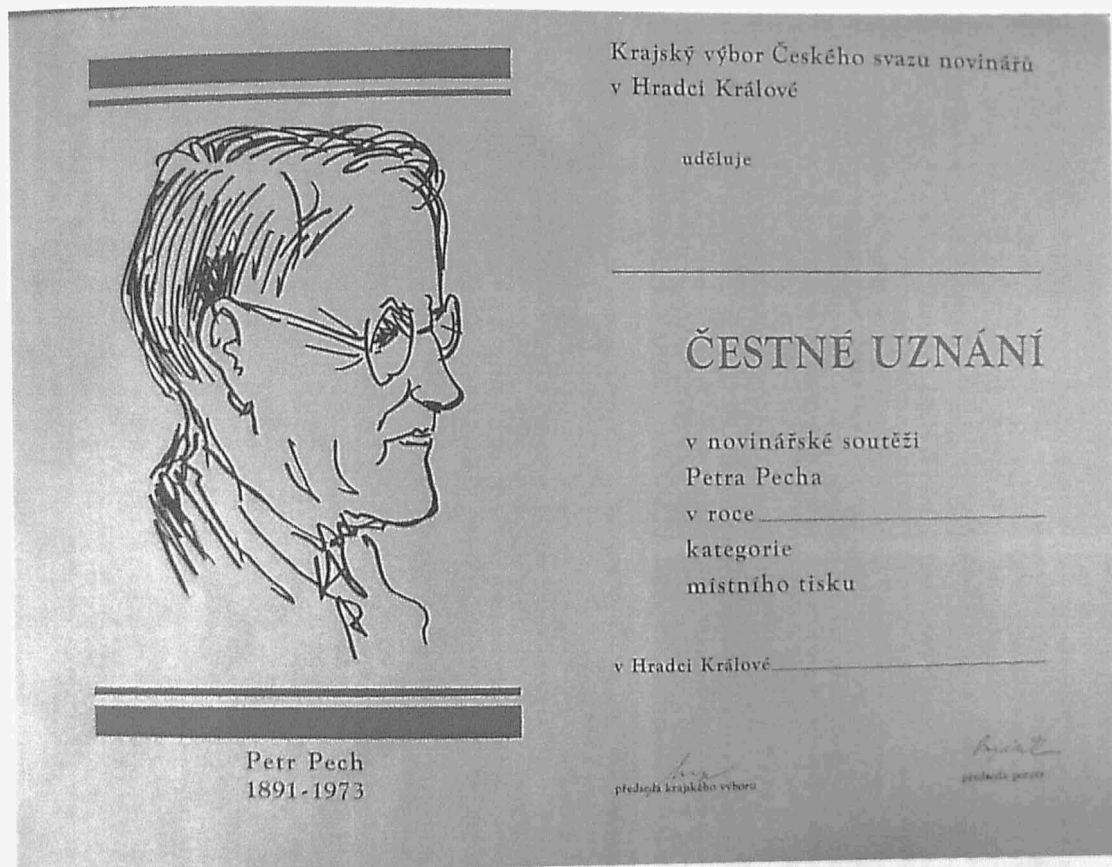 Krajský výbor Českého svazu novinářů
v Hradci Králové
uděluje
ČESTNÉ UZNÁNÍ
v novinářské soutěži
Petra Pecha
v roce
kategorie
místního tisku
v Hradci Králové
předseda krajského výboru
předseda poroty
Petr Pech
1891-1973